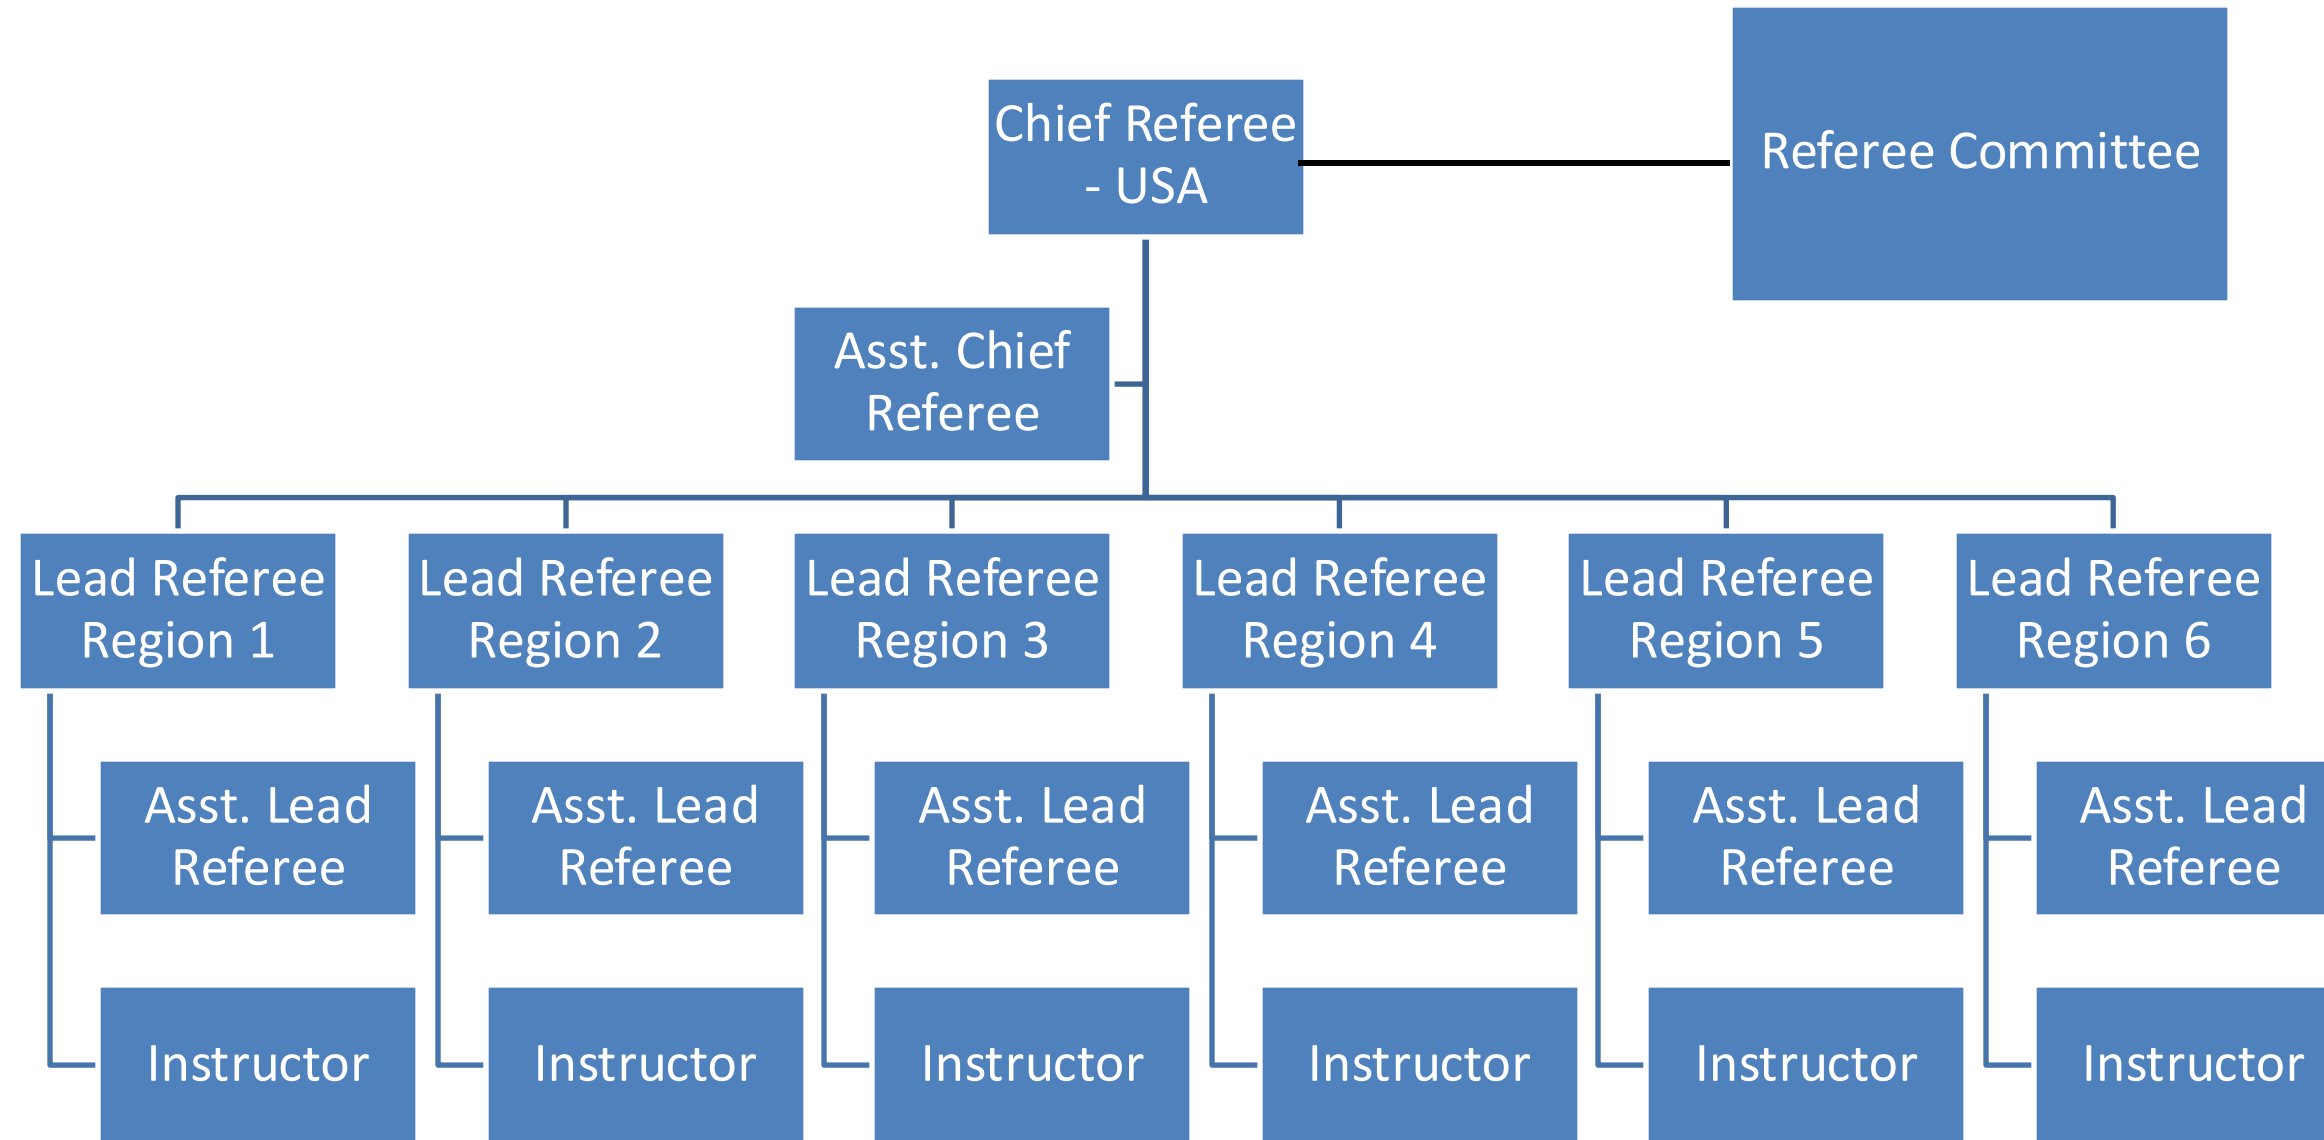 Chief Referee
- USA
Referee Committee
Asst. Chief
Referee
Lead Referee
Region 1
Lead Referee
Region 2
Lead Referee
Region 3
Lead Referee
Region 4
Lead Referee
Region 5
Lead Referee
Region 6
Asst. Lead
Referee
Asst. Lead
Referee
Asst. Lead
Referee
Asst. Lead
Referee
Asst. Lead
Referee
Asst. Lead
Referee
Instructor
Instructor
Instructor
Instructor
Instructor
Instructor